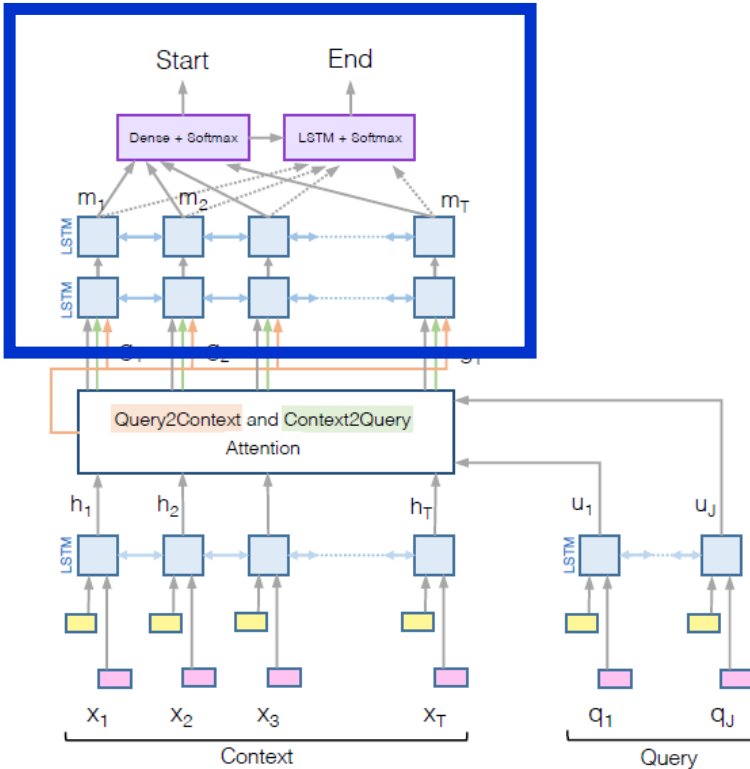 Start End
Dense + Softmax LSTM + Softmax
m1 m2 mT
LSTM
LSTM
Query2Context and Context2Query
Attention
h1 h2 hT u1 uJ
LSTM LSTM
x1 x2 x3 xT q1 qJ
Context Query